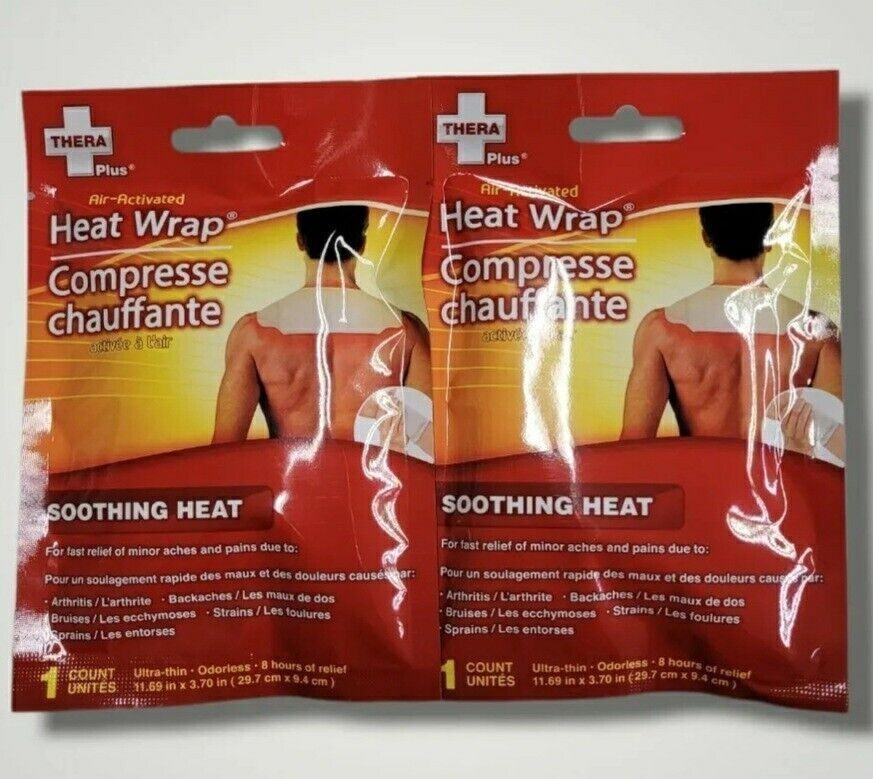 THERA
Plus®
Air-Activated
Heat Wrap®
Compresse
chauffante
activée à l'air
SOOTHING HEAT
For fast relief of minor aches and pains due to:
Pour un soulagement rapide des maux et des douleurs causés par:
· Arthritis / L'arthrite · Backaches / Les maux de dos
· Bruises / Les ecchymoses · Strains / Les foulures
Sprains / Les entorses
1 COUNT
UNITÉS
Ultra-thin · Odorless · 8 hours of relief
11.69 in x 3.70 in ( 29.7 cm x 9.4 cm )
THERA
Plus®
Air-Activated
Heat Wrap®
Compresse
chauffante
SOOTHING HEAT
For fast relief of minor aches and pains due to:
Pour un soulagement rapide des maux et des douleurs causés par:
· Arthritis / L'arthrite · Backaches / Les maux de dos
· Bruises / Les ecchymoses · Strains / Les foulures
· Sprains / Les entorses
1 COUNT
UNITÉS
Ultra-thin · Odorless · 8 hours of relief
11.69 in x 3.70 in ( 29.7 cm x 9.4 cm )